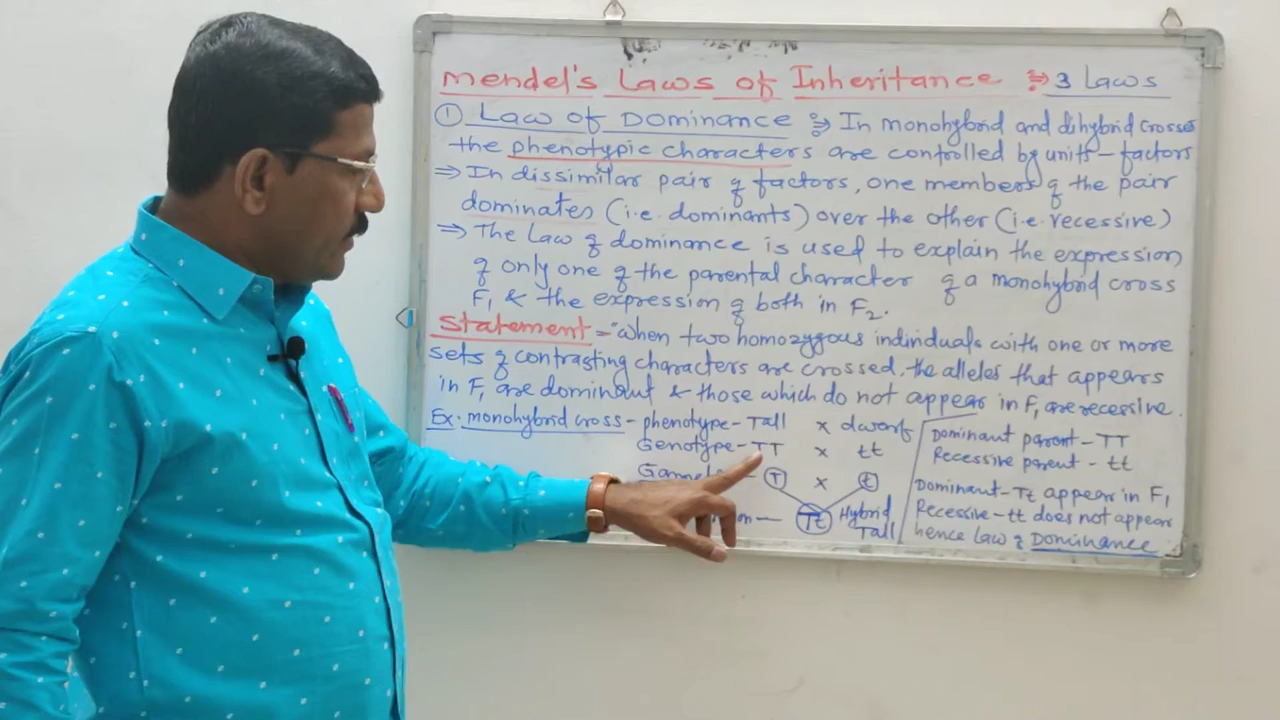 Mendel's Laws of Inheritance ⇒ 3 Laws
① Law of Dominance ⇒ In monohybrid and dihybrid crosses
the phenotypic characters are controlled by units - factors
⇒ In dissimilar pair of factors, one members of the pair
dominates (i.e. dominants) over the other (i.e. recessive)
⇒ The Law of dominance is used to explain the expression
of only one of the parental character of a monohybrid cross
F₁ & the expression of both in F₂.
Statement = "When two homozygous individuals with one or more
sets of contrasting characters are crossed. the alleles that appears
in F₁ are dominant & those which do not appear in F₁ are recessive.
Ex. monohybrid cross - phenotype - Tall x dwarf
Genotype - TT x tt
T x t
Tt Hybrid
Tall
Dominant parent - TT
Recessive parent - tt
Dominant - Tt appear in F₁
Recessive - tt does not appear
hence Law of Dominance